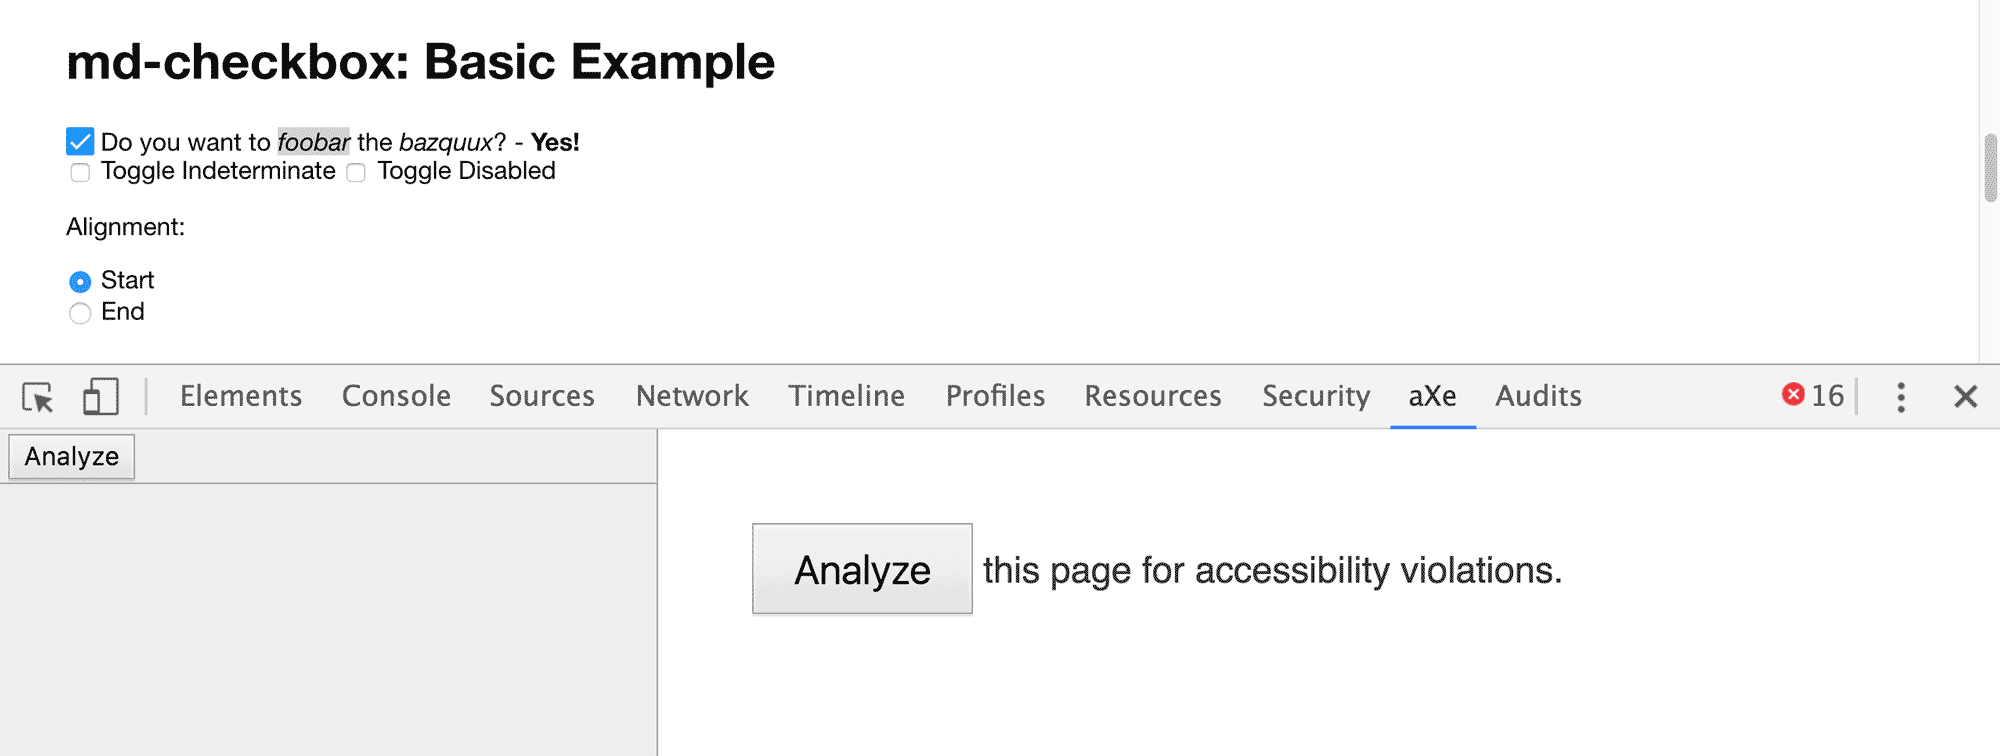 md-checkbox: Basic Example
Do you want to foobar the bazquux? - Yes!
Toggle Indeterminate Toggle Disabled
Alignment:
Start
End
Elements Console Sources Network Timeline Profiles Resources Security aXe Audits 16
Analyze
Analyze this page for accessibility violations.